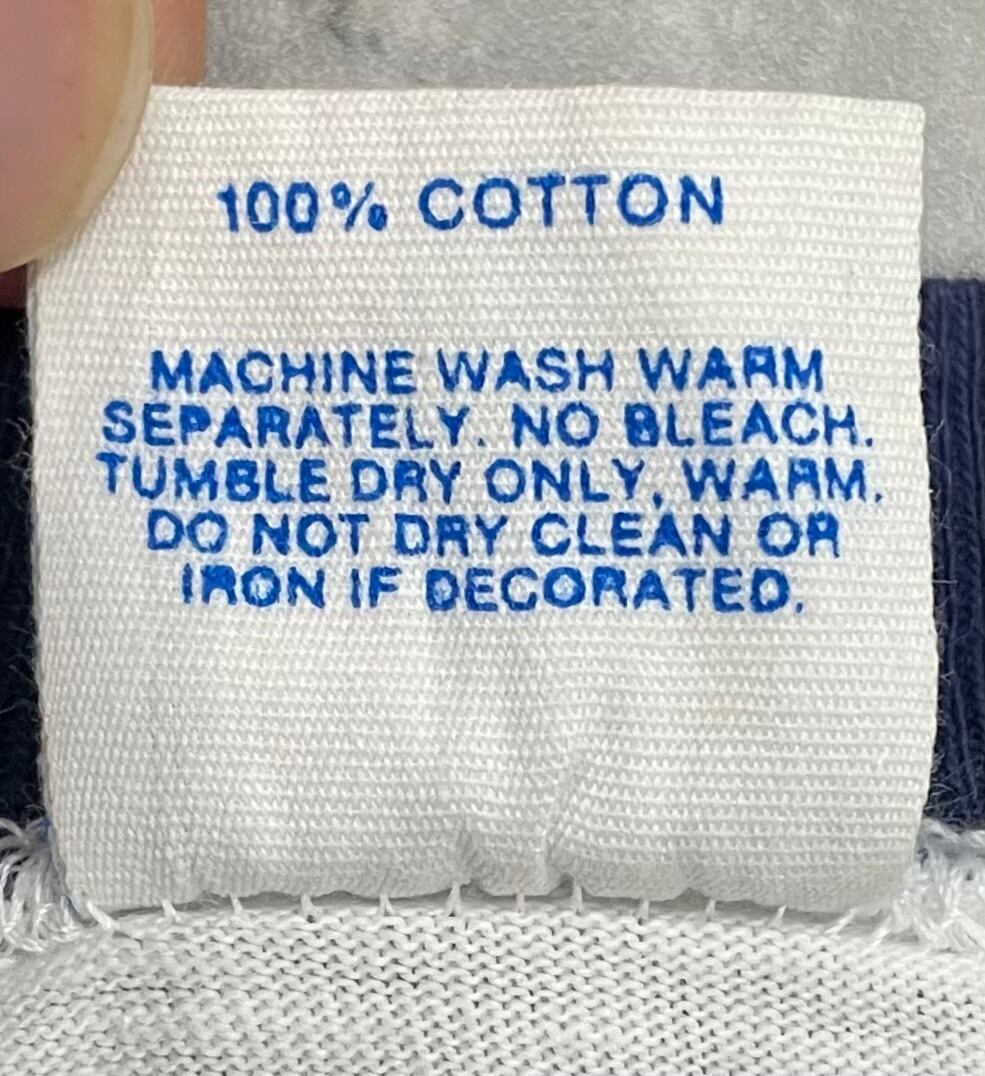 100% COTTON
MACHINE WASH WARM
SEPARATELY. NO BLEACH.
TUMBLE DRY ONLY, WARM.
DO NOT DRY CLEAN OR
IRON IF DECORATED.